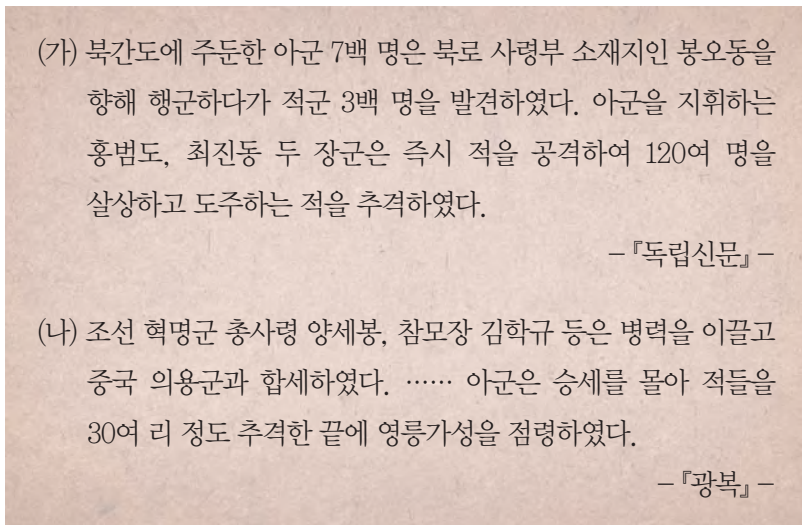 (가) 북간도에 주둔한 아군 7백 명은 북로 사령부 소재지인 봉오동을
향해 행군하다가 적군 3백 명을 발견하였다. 아군을 지휘하는
홍범도, 최진동 두 장군은 즉시 적을 공격하여 120여 명을
살상하고 도주하는 적을 추격하였다.
－『독립신문』－
(나) 조선 혁명군 총사령 양세봉, 참모장 김학규 등은 병력을 이끌고
중국 의용군과 합세하였다. …… 아군은 승세를 몰아 적들을
30여 리 정도 추격한 끝에 영릉가성을 점령하였다.
－『광복』－